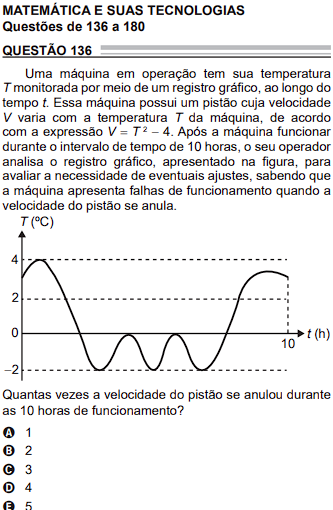 MATEMÁTICA E SUAS TECNOLOGIAS
Questões de 136 a 180
QUESTÃO 136
Uma máquina em operação tem sua temperatura
T monitorada por meio de um registro gráfico, ao longo do
tempo t. Essa máquina possui um pistão cuja velocidade
V varia com a temperatura T da máquina, de acordo
com a expressão V = T² – 4. Após a máquina funcionar
durante o intervalo de tempo de 10 horas, o seu operador
analisa o registro gráfico, apresentado na figura, para
avaliar a necessidade de eventuais ajustes, sabendo que
a máquina apresenta falhas de funcionamento quando a
velocidade do pistão se anula.
T (ºC)
4
2
0
–2
10
t (h)
Quantas vezes a velocidade do pistão se anulou durante
as 10 horas de funcionamento?
A 1
B 2
C 3
D 4
E 5